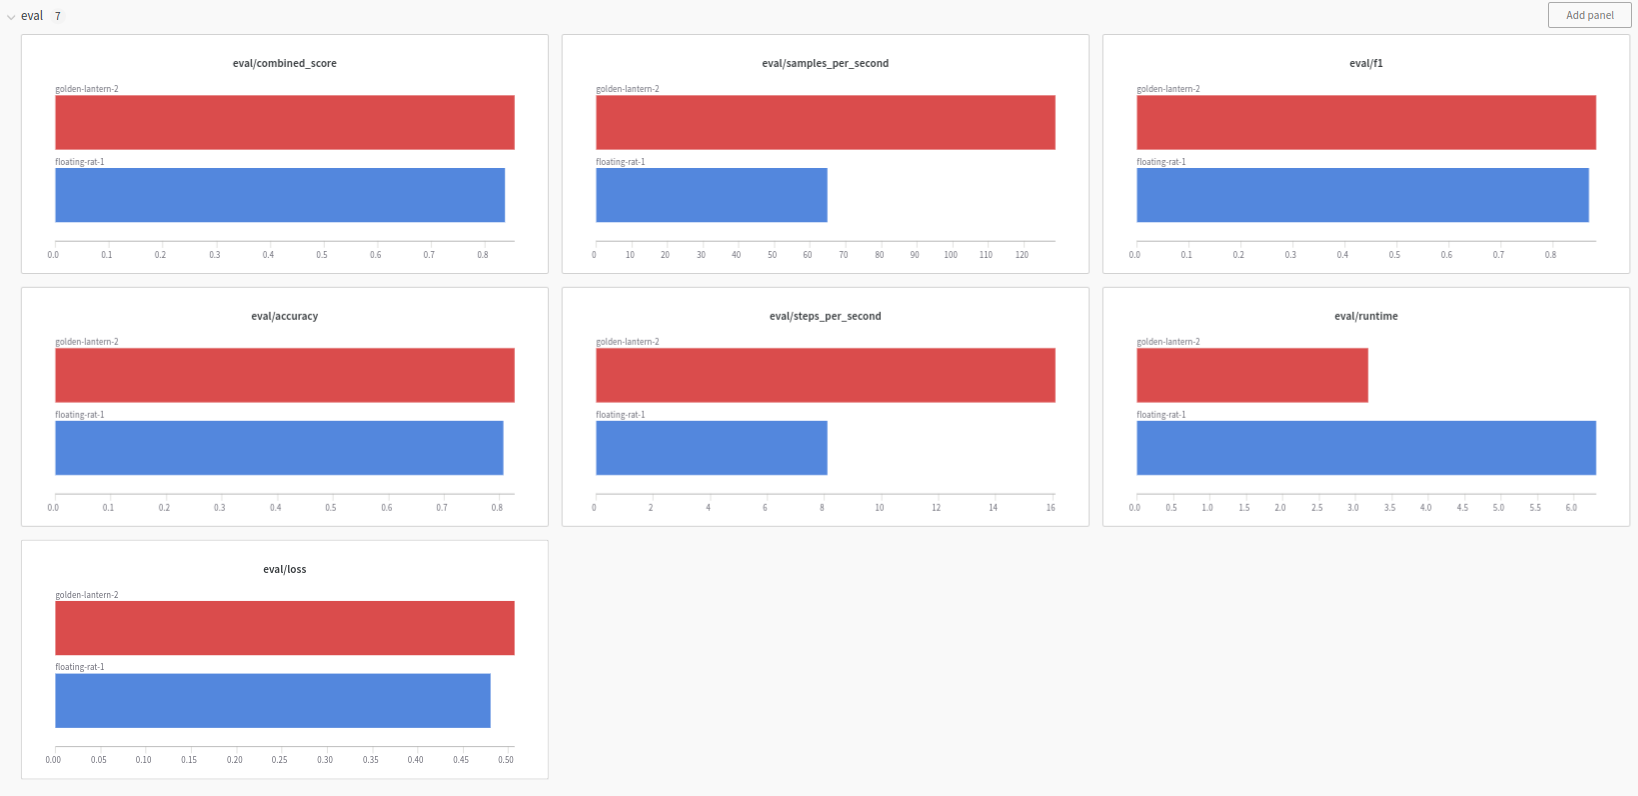 eval 7
Add panel
eval/combined_score
golden-lantern-2
floating-rat-1
0.0 0.1 0.2 0.3 0.4 0.5 0.6 0.7 0.8
eval/samples_per_second
golden-lantern-2
floating-rat-1
0 10 20 30 40 50 60 70 80 90 100 110 120
eval/f1
golden-lantern-2
floating-rat-1
0.0 0.1 0.2 0.3 0.4 0.5 0.6 0.7 0.8
eval/accuracy
golden-lantern-2
floating-rat-1
0.0 0.1 0.2 0.3 0.4 0.5 0.6 0.7 0.8
eval/steps_per_second
golden-lantern-2
floating-rat-1
0 2 4 6 8 10 12 14 16
eval/runtime
golden-lantern-2
floating-rat-1
0.0 0.5 1.0 1.5 2.0 2.5 3.0 3.5 4.0 4.5 5.0 5.5 6.0
eval/loss
golden-lantern-2
floating-rat-1
0.00 0.05 0.10 0.15 0.20 0.25 0.30 0.35 0.40 0.45 0.50